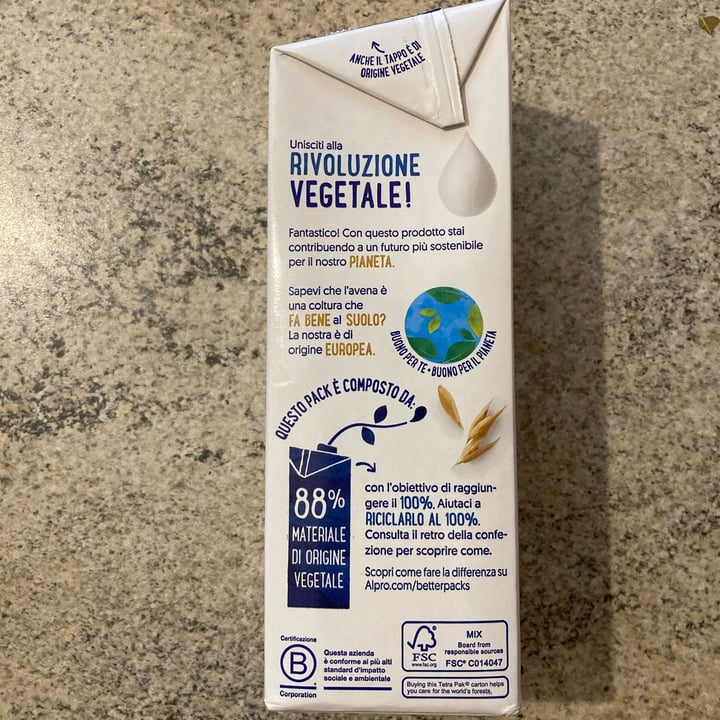 ANCHE IL TAPPO È DI
ORIGINE VEGETALE
Unisciti alla
RIVOLUZIONE
VEGETALE!
Fantastico! Con questo prodotto stai
contribuendo a un futuro più sostenibile
per il nostro PIANETA.
Sapevi che l'avena è
una coltura che
FA BENE al SUOLO?
La nostra è di
origine EUROPEA.
BUONO PER TE • BUONO PER IL PIANETA
QUESTO PACK È COMPOSTO DA:
88%
MATERIALE
DI ORIGINE
VEGETALE
con l'obiettivo di raggiun-
gere il 100%. Aiutaci a
RICICLARLO AL 100%.
Consulta il retro della confe-
zione per scoprire come.
Scopri come fare la differenza su
Alpro.com/betterpacks
Certificazione
B
Corporation
Questa azienda
è conforme ai più alti
standard d'impatto
sociale e ambientale
FSC
www.fsc.org
MIX
Board from
responsible sources
FSC® C014047
Buying this Tetra Pak® carton helps
you care for the world's forests.